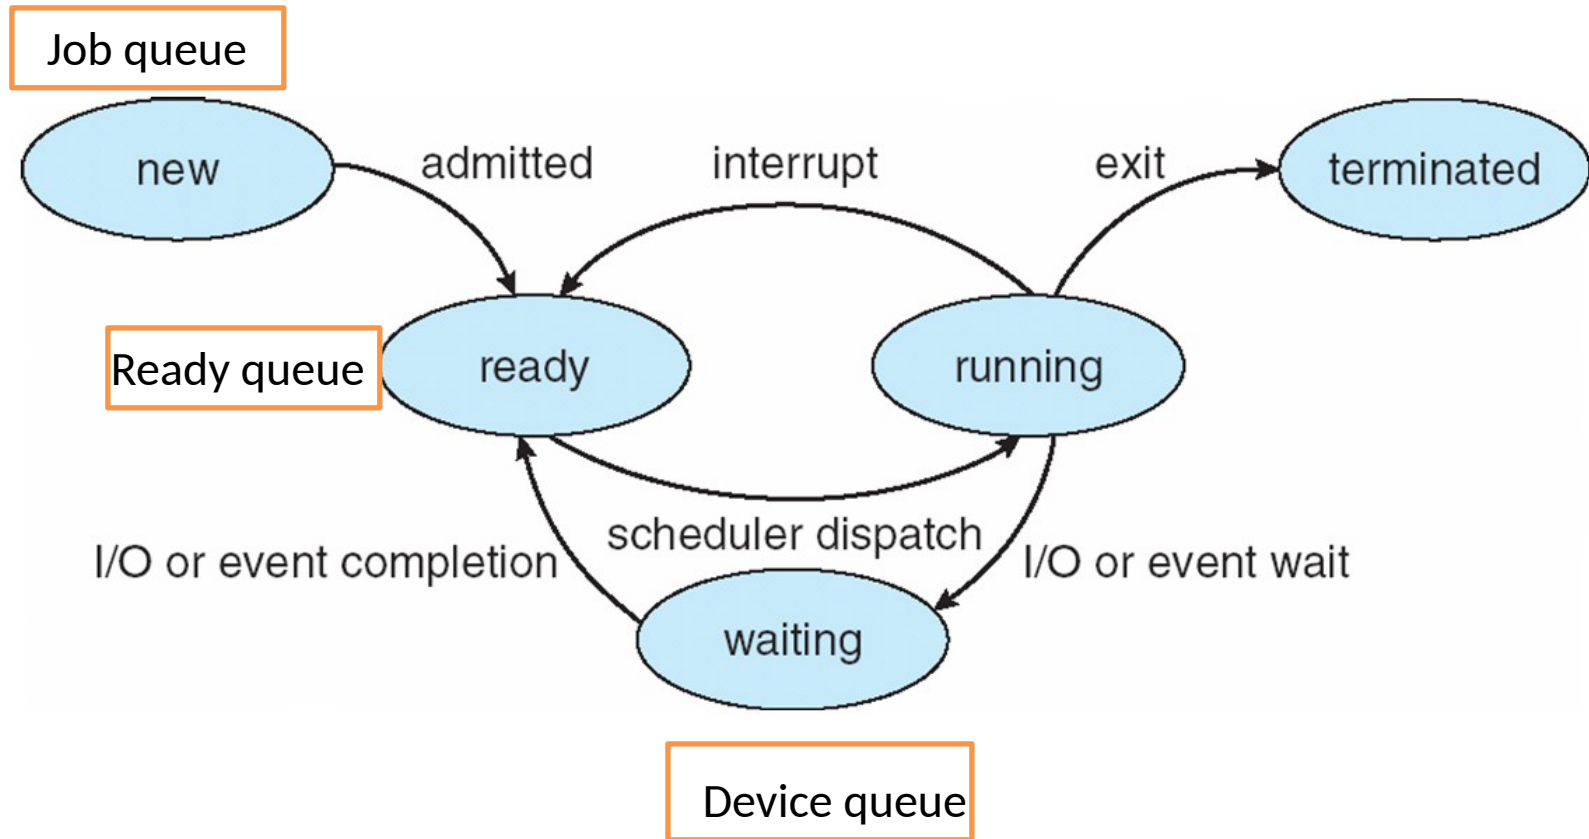 Job queue
new
admitted
interrupt
exit
terminated
Ready queue
ready
running
scheduler dispatch
I/O or event completion
I/O or event wait
waiting
Device queue